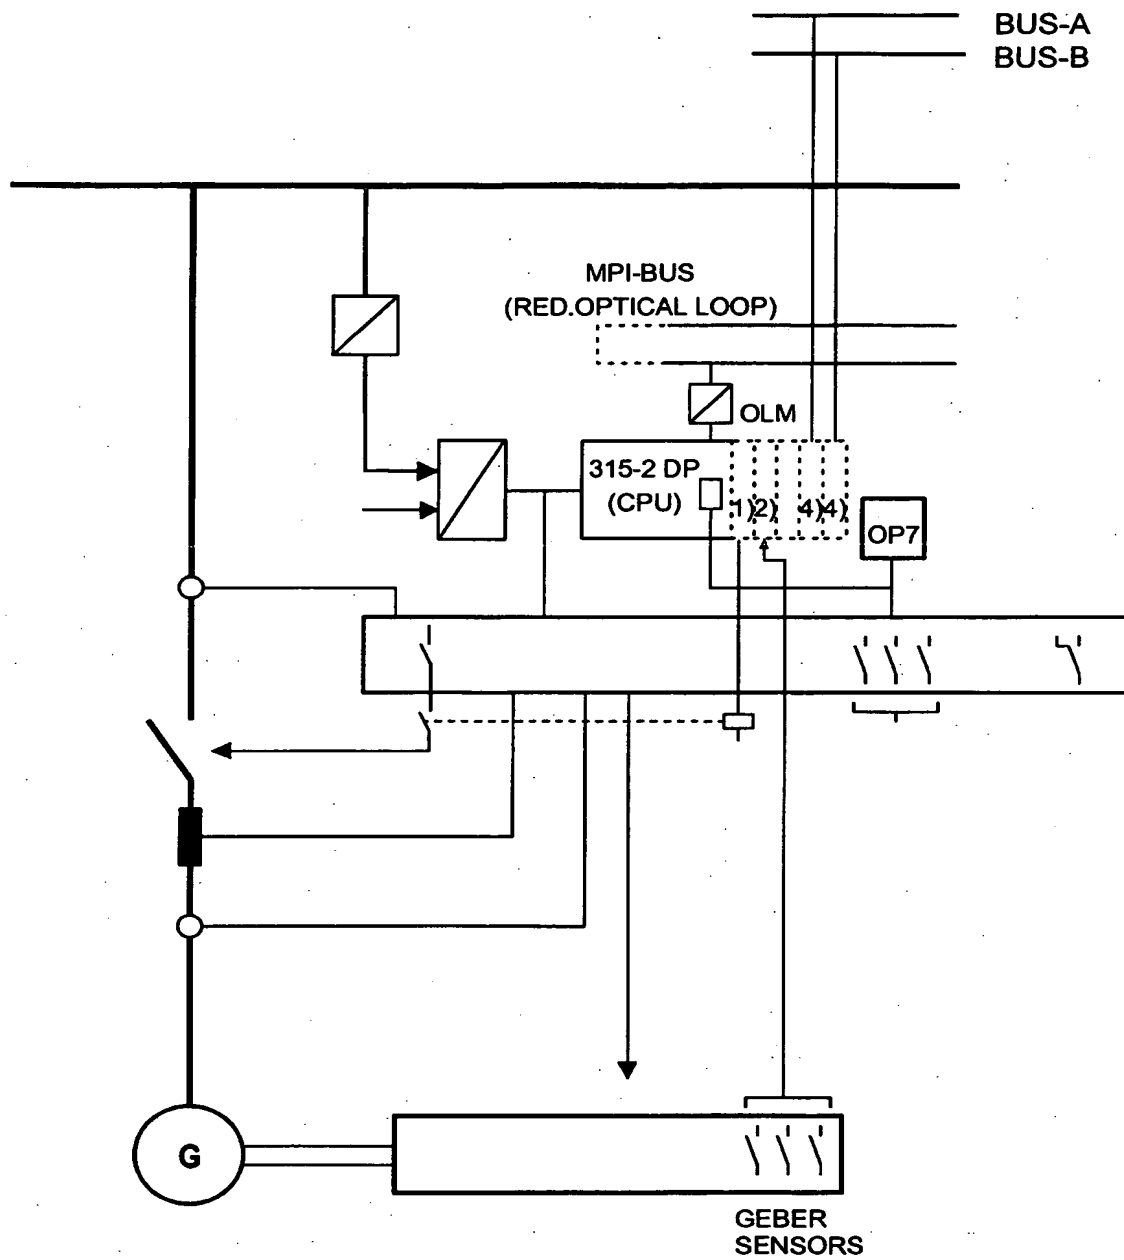 BUS-A
BUS-B
MPI-BUS
(RED.OPTICAL LOOP)
OLM
315-2 DP
(CPU)
1)2) 4)4)
OP7
G
GEBER
SENSORS